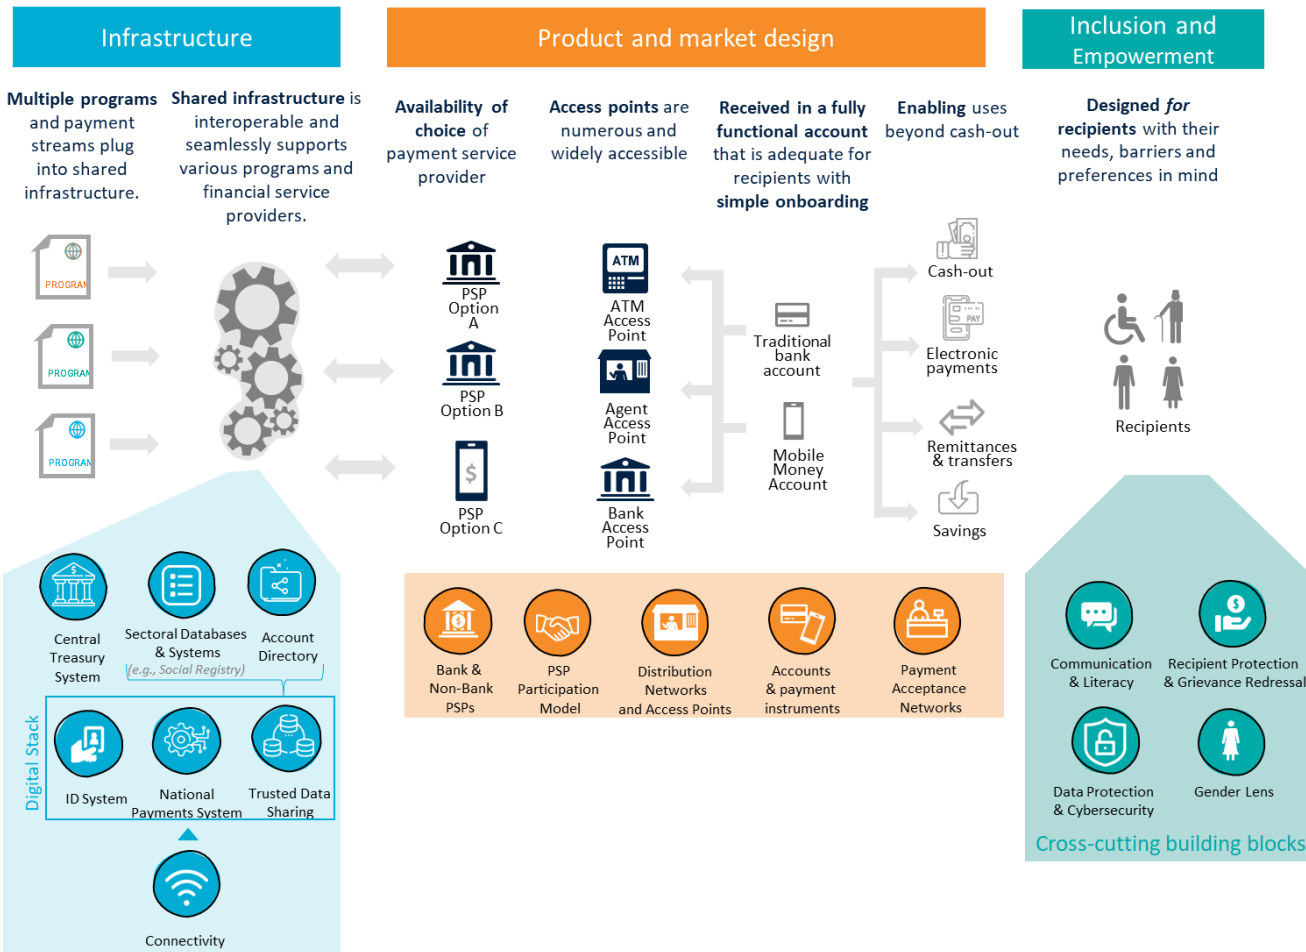 Infrastructure
Product and market design
Inclusion and
Empowerment
Multiple programs
and payment
streams plug
into shared
infrastructure.
Shared infrastructure is
interoperable and
seamlessly supports
various programs and
financial service
providers.
Availability of
choice of
payment service
provider
Access points are
numerous and
widely accessible
Received in a fully
functional account
that is adequate for
recipients with
simple onboarding
Enabling uses
beyond cash-out
Designed for
recipients with their
needs, barriers and
preferences in mind
PROGRAM
PROGRAM
PROGRAM
PSP
Option
A
PSP
Option B
$
PSP
Option C
ATM
ATM
Access
Point
Agent
Access
Point
Bank
Access
Point
Traditional
bank
account
Mobile
Money
Account
Cash-out
PAY
Electronic
payments
Remittances
& transfers
Savings
Recipients
$
Central
Treasury
System
Sectoral Databases
& Systems
(e.g., Social Registry)
Account
Directory
Digital Stack
ID System
National
Payments System
Trusted Data
Sharing
Connectivity
$
Bank &
Non-Bank
PSPs
PSP
Participation
Model
Distribution
Networks
and Access Points
Accounts
& payment
instruments
Payment
Acceptance
Networks
Communication
& Literacy
$
Recipient Protection
& Grievance Redressal
Data Protection
& Cybersecurity
Gender Lens
Cross-cutting building blocks